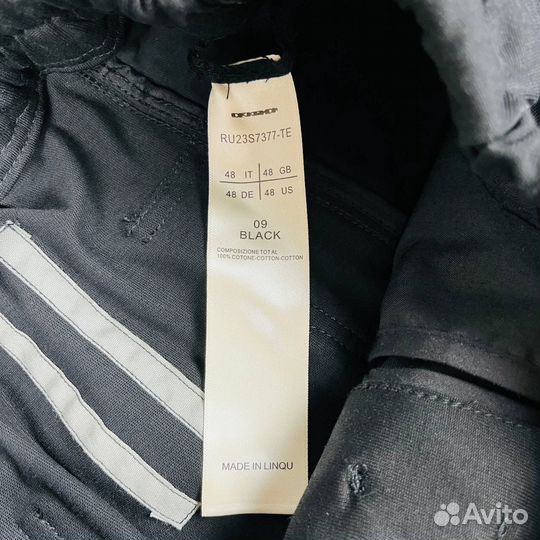 RU23S7377-TE
48 IT 48 GB
48 DE 48 US
09
BLACK
COMPOSIZIONE TOTAL
100% COTONE-COTTON-COTTON
MADE IN LINQU
Avito